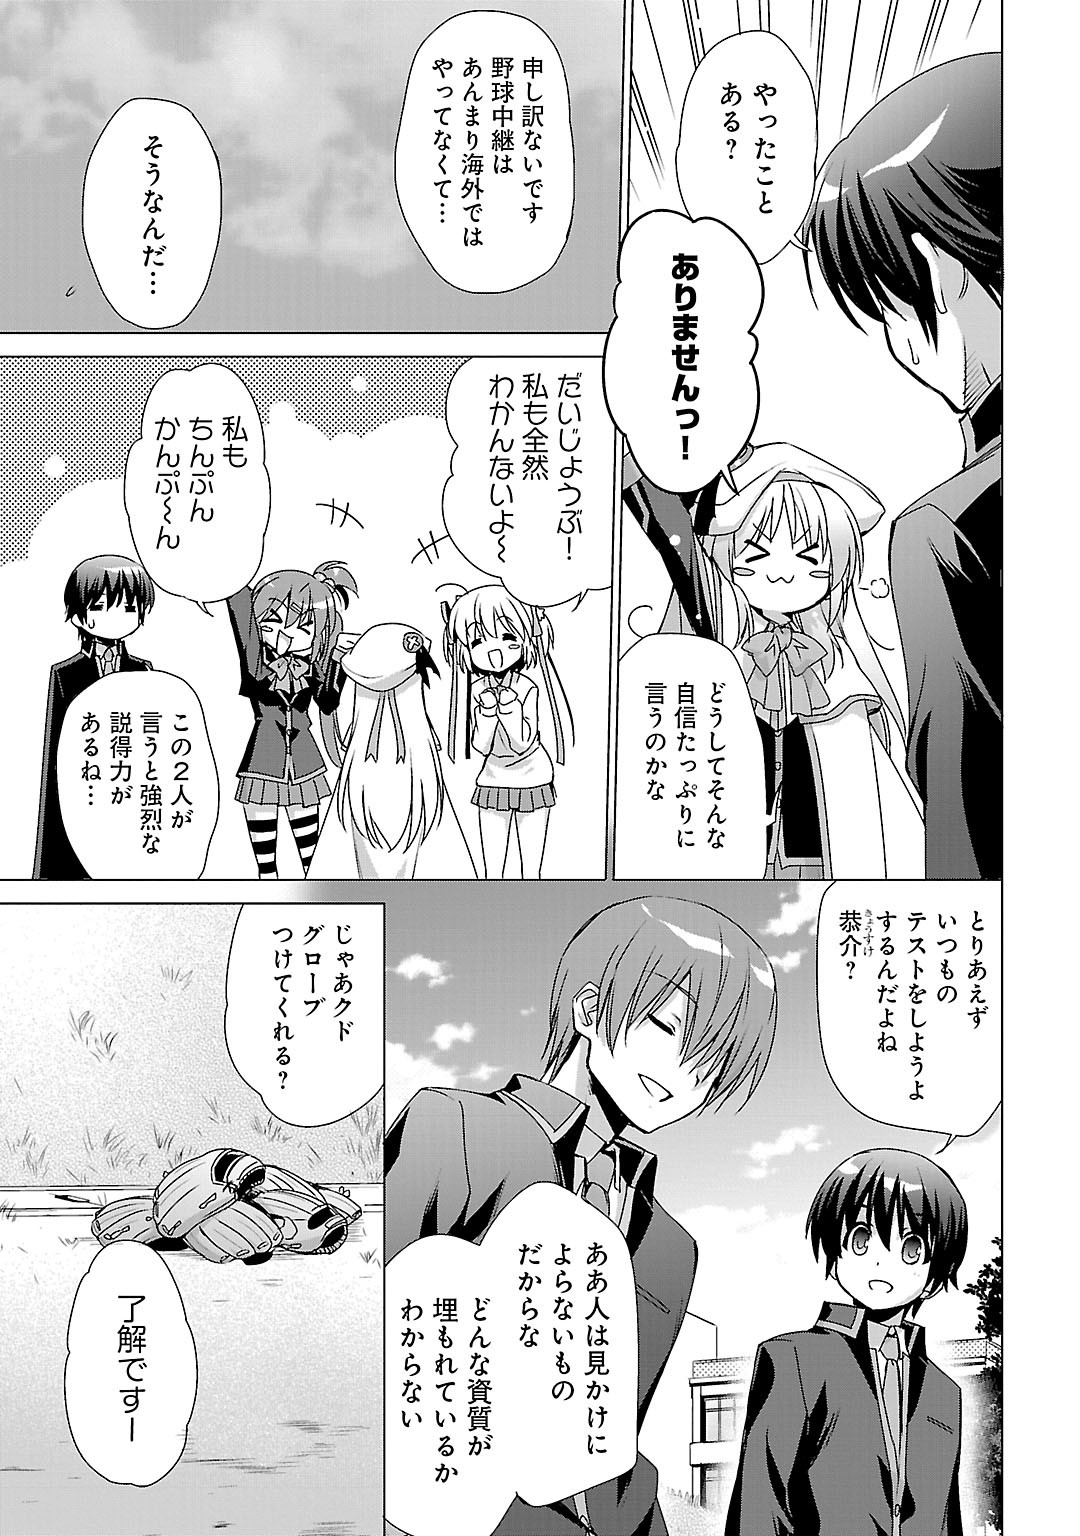 やったこと
ある？
ありませんっ！
どうしてそんな
自信たっぷりに
言うのかな
申し訳ないです
野球中継は
あんまり海外では
やってなくて…
そうなんだ…
だいじょうぶ！
私も全然
わかんないよ〜
私も
ちんぷん
かんぷ〜ん
この2人が
言うと強烈な
説得力が
あるね…
とりあえず
いつもの
テストをしようよ
するんだよね
恭介？
きょうすけ
ああ人は見かけに
よらないもの
だからな
どんな資質が
埋もれているか
わからない
じゃあクド
グローブ
つけてくれる？
了解ですー